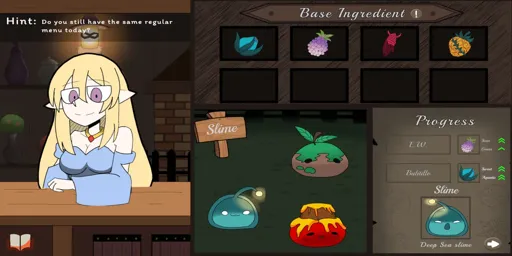 Hint: Do you still have the same regular
menu today?
Base Ingredient !
Slime
Progress
Slime
Deep Sea slime